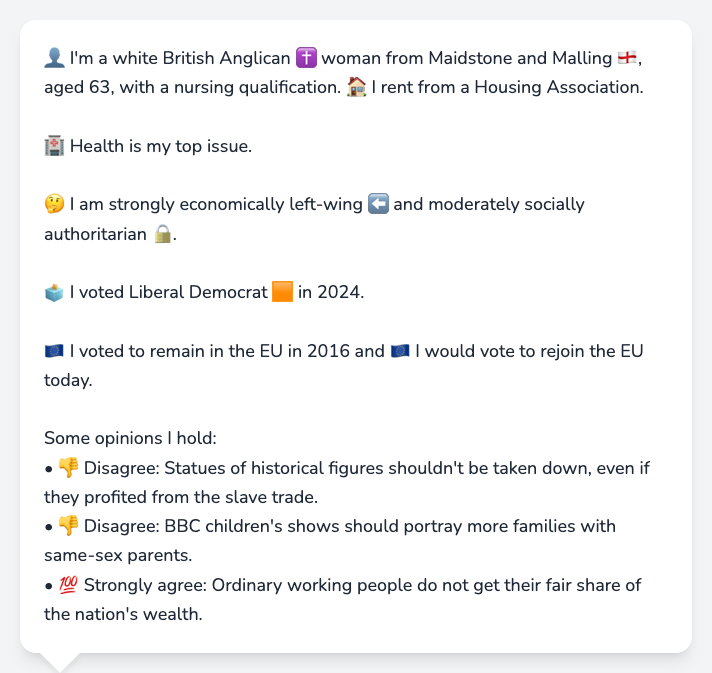 👤 I'm a white British Anglican ✝️ woman from Maidstone and Malling 🏴󠁧󠁢󠁥󠁮󠁧󠁿,
aged 63, with a nursing qualification. 🏠 I rent from a Housing Association.
🏥 Health is my top issue.
🤔 I am strongly economically left-wing ⬅️ and moderately socially
authoritarian 🔒.
🗳️ I voted Liberal Democrat 🟧 in 2024.
🇪🇺 I voted to remain in the EU in 2016 and 🇪🇺 I would vote to rejoin the EU
today.
Some opinions I hold:
• 👎 Disagree: Statues of historical figures shouldn't be taken down, even if
they profited from the slave trade.
• 👎 Disagree: BBC children's shows should portray more families with
same-sex parents.
• 💯 Strongly agree: Ordinary working people do not get their fair share of
the nation's wealth.